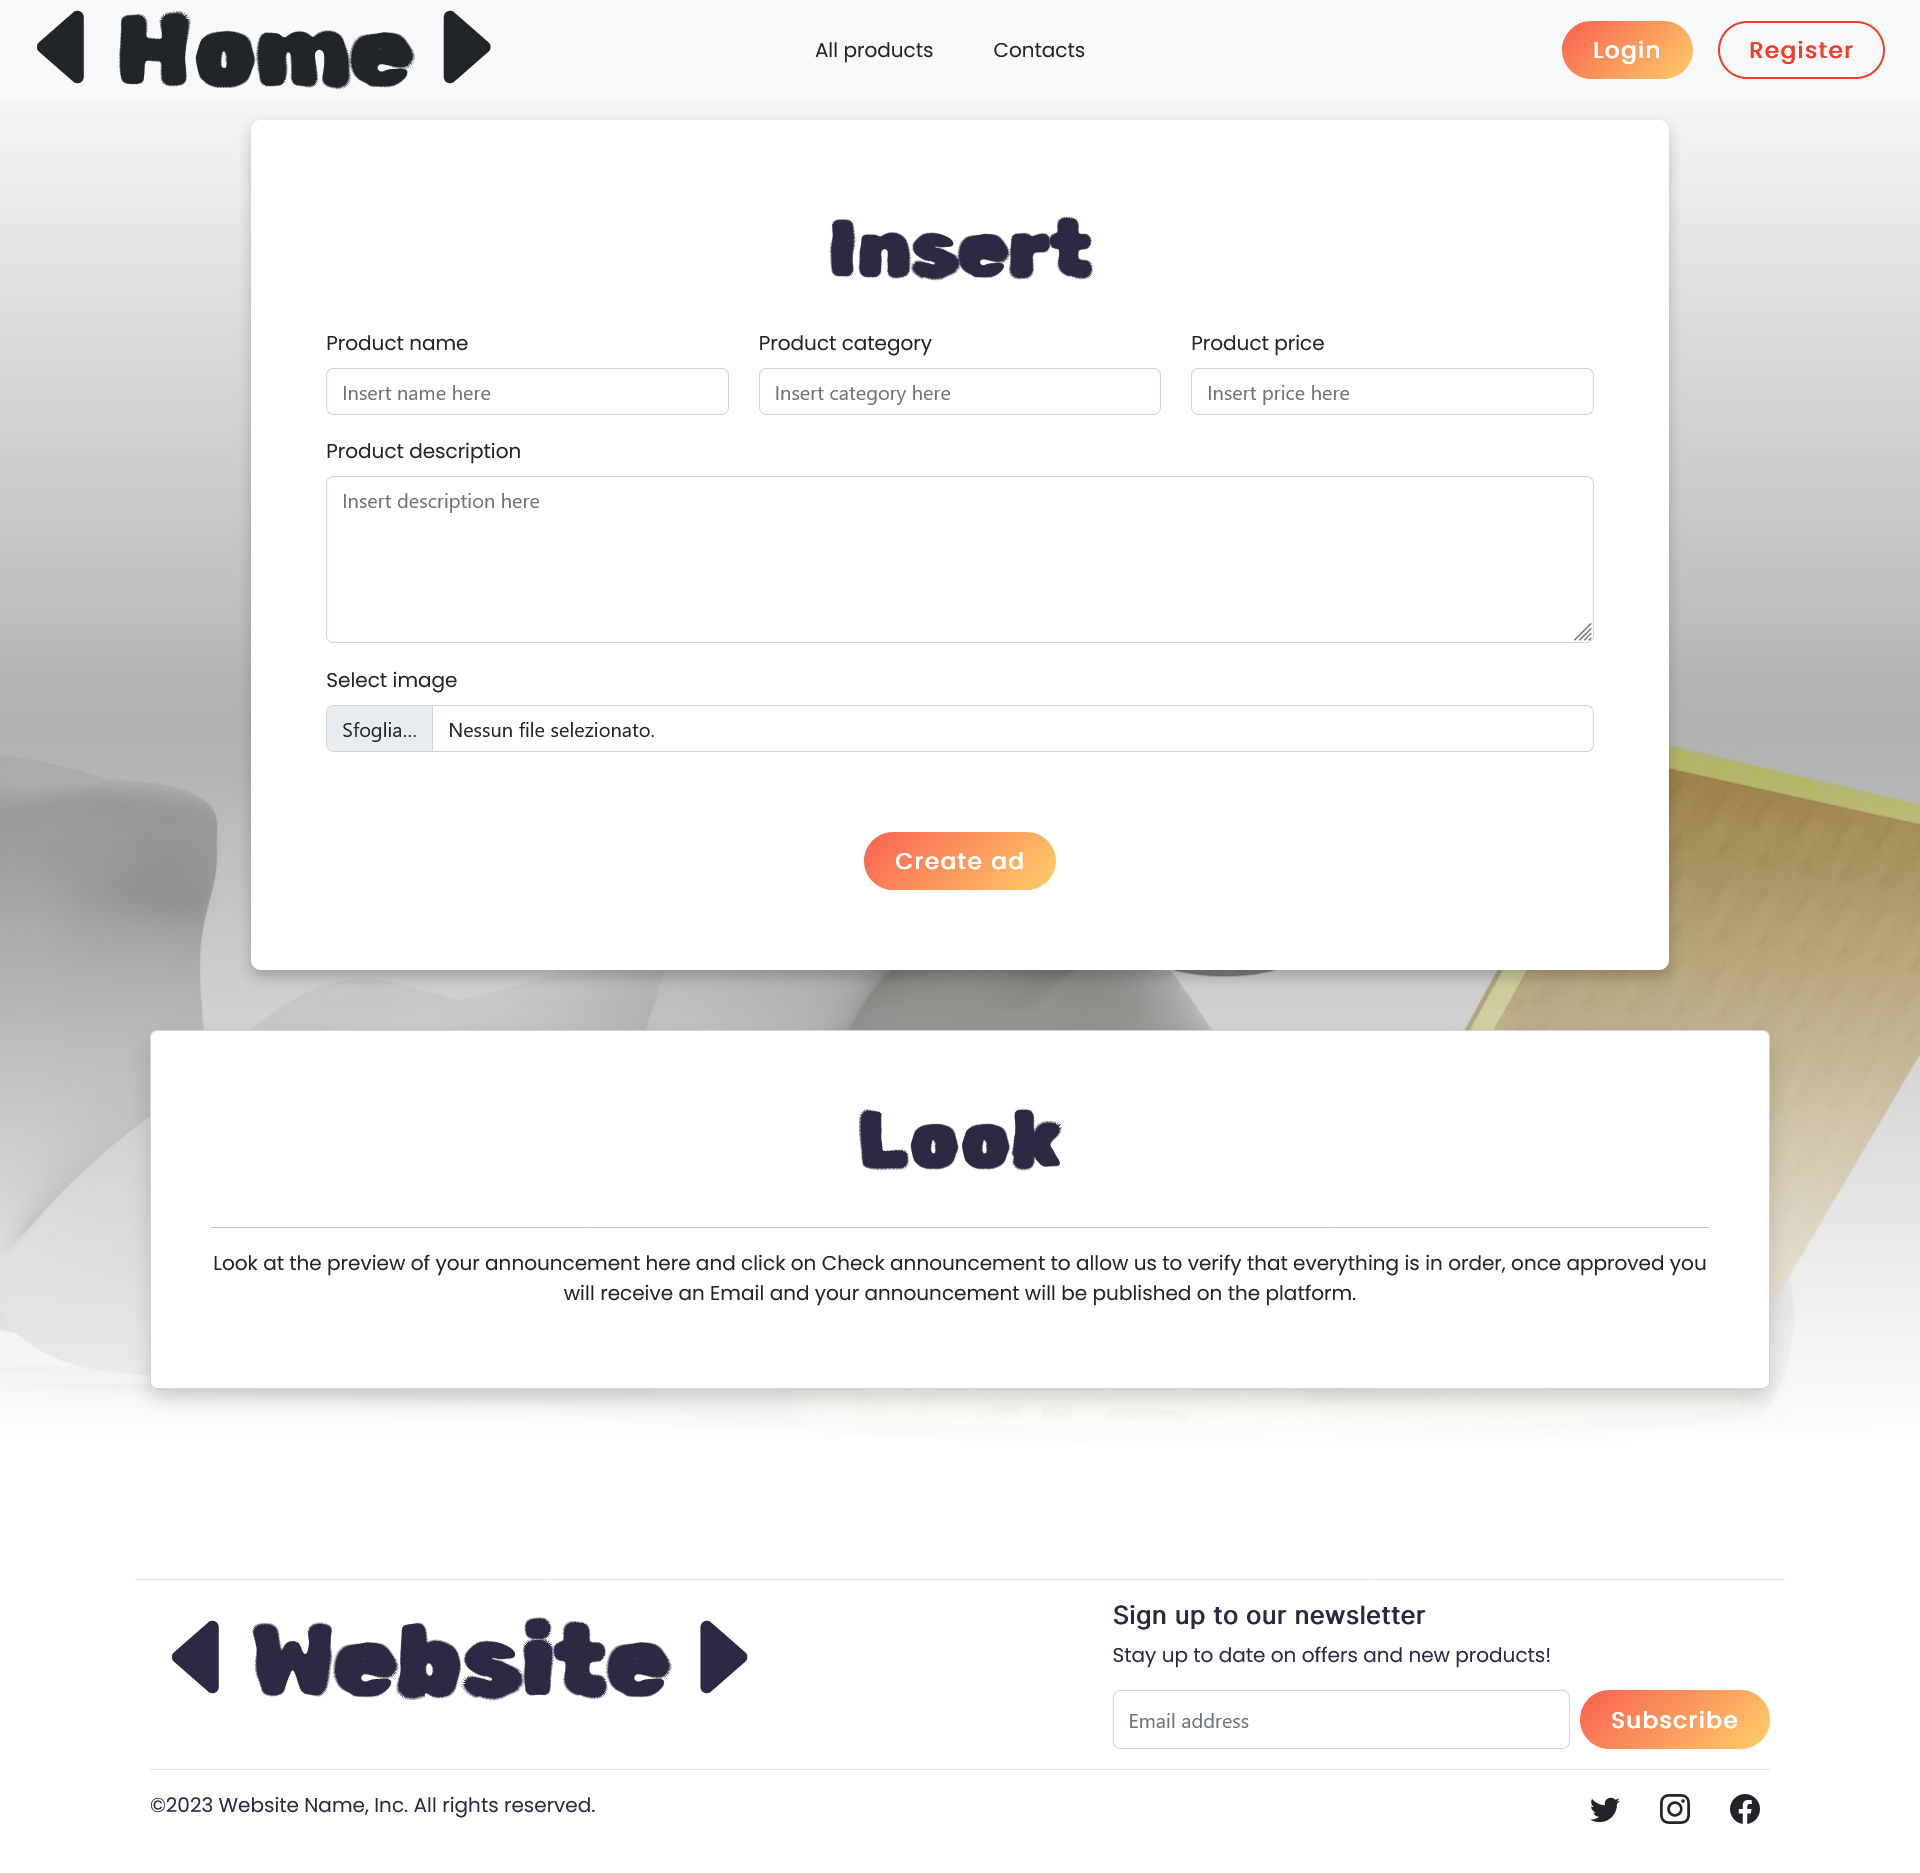 Home
All products
Contacts
Login
Register
Insert
Product name
Product category
Product price
Insert name here
Insert category here
Insert price here
Product description
Insert description here
Select image
Sfoglia...
Nessun file selezionato.
Create ad
Look
Look at the preview of your announcement here and click on Check announcement to allow us to verify that everything is in order, once approved you
will receive an Email and your announcement will be published on the platform.
Website
Sign up to our newsletter
Stay up to date on offers and new products!
Email address
Subscribe
©2023 Website Name, Inc. All rights reserved.